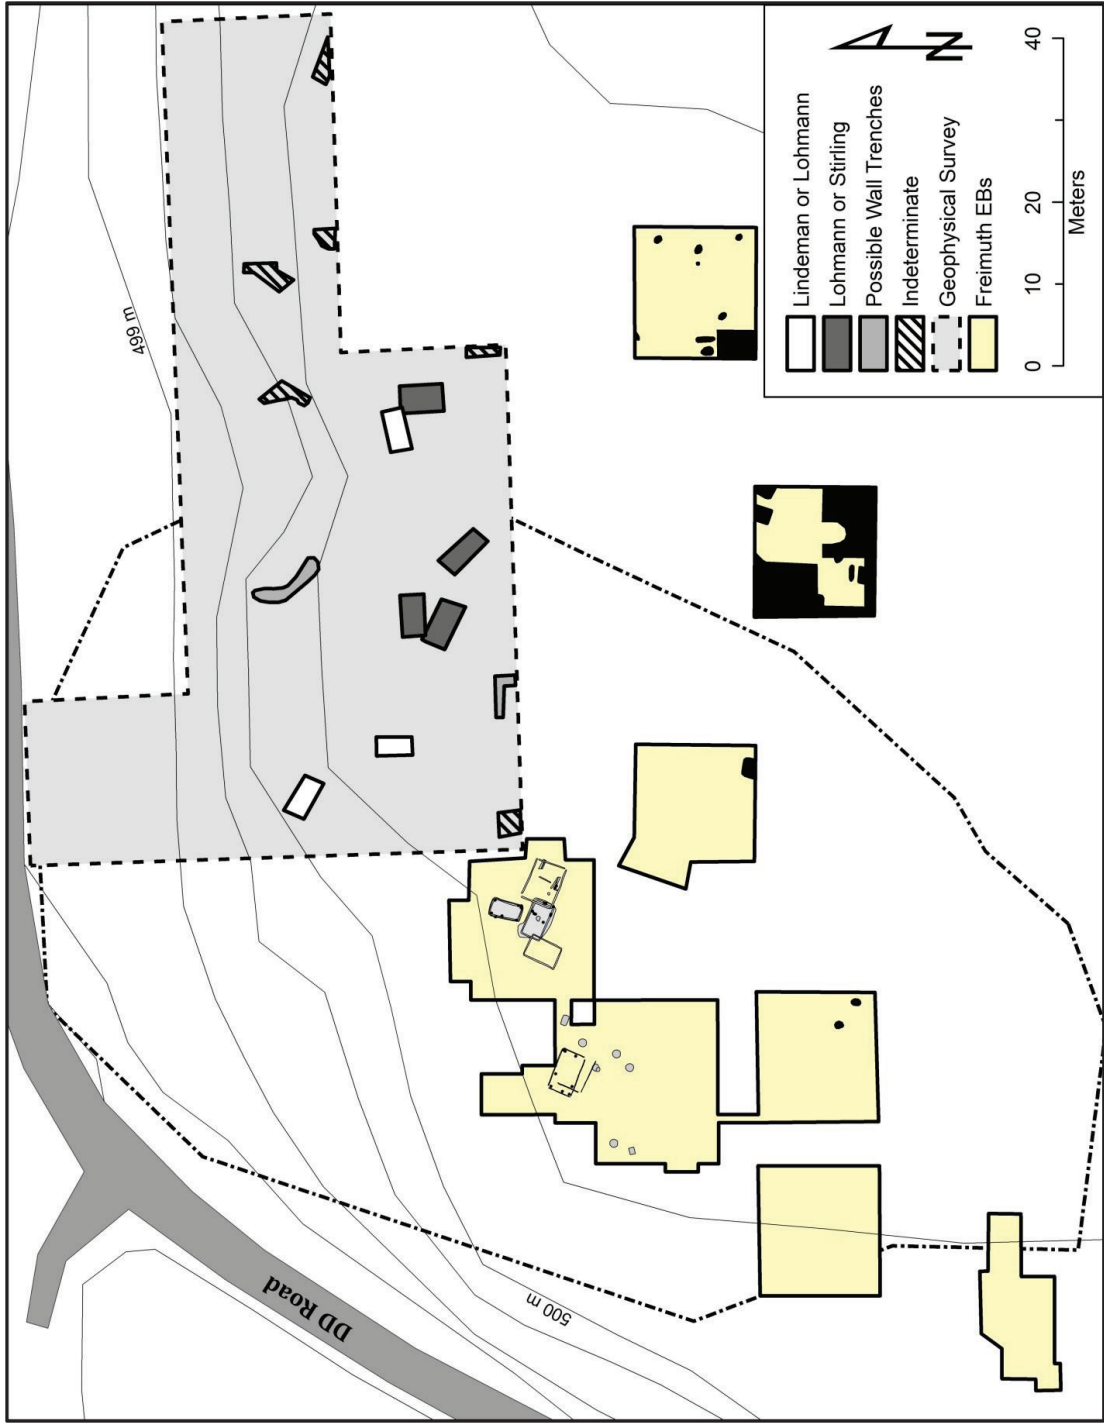 499 m
DD Road
500 m
N
Lindeman or Lohmann
Lohmann or Stirling
Possible Wall Trenches
Indeterminate
Geophysical Survey
Freimuth EBs
0 10 20 40
Meters